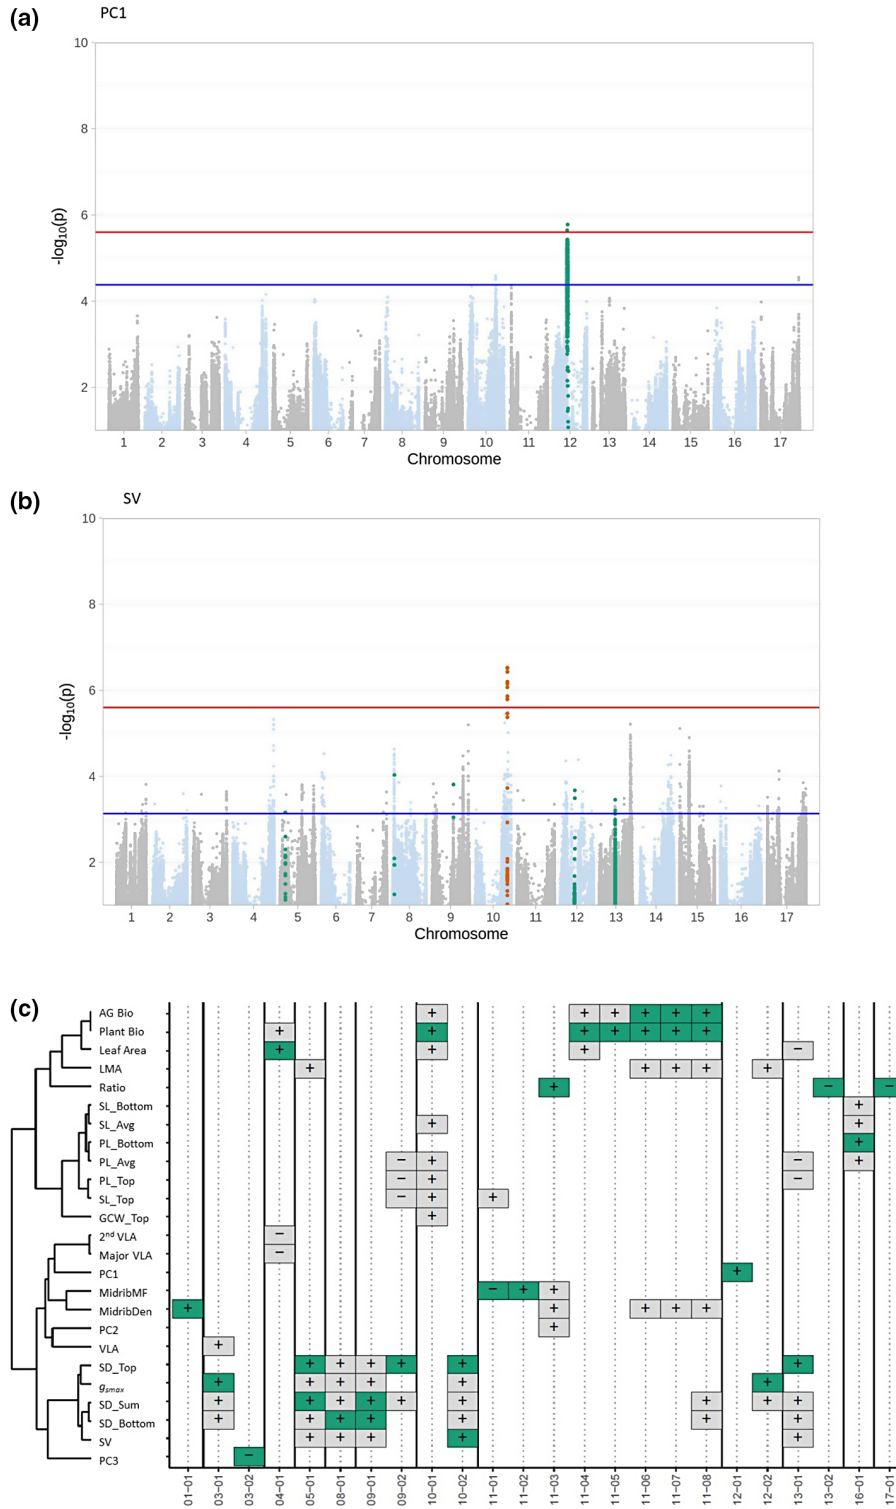 (a)
PC1
10
8
6
4
2
-log10(p)
1 2 3 4 5 6 7 8 9 10 11 12 13 14 15 16 17
Chromosome
(b)
SV
10
8
6
4
2
-log10(p)
1 2 3 4 5 6 7 8 9 10 11 12 13 14 15 16 17
Chromosome
(c)
AG Bio + + + + + +
Plant Bio + + + + + + +
Leaf Area + + + −
LMA + + + + +
Ratio + − −
SL_Bottom +
SL_Avg + +
PL_Bottom +
PL_Avg − + − +
PL_Top − + −
SL_Top − + +
GCW_Top +
2nd VLA −
Major VLA −
PC1 +
MidribMF − + +
MidribDen + + + + +
PC2 +
VLA +
SD_Top + + + + + +
gsmax + + + + + +
SD_Sum + + + + + + + + +
SD_Bottom + + + + + + +
SV + + + + +
PC3 −
01–01 03–01 03–02 04–01 05–01 08–01 09–01 09–02 10–01 10–02 11–01 11–02 11–03 11–04 11–05 11–06 11–07 11–08 12–01 12–02 13–01 13–02 16–01 17–01